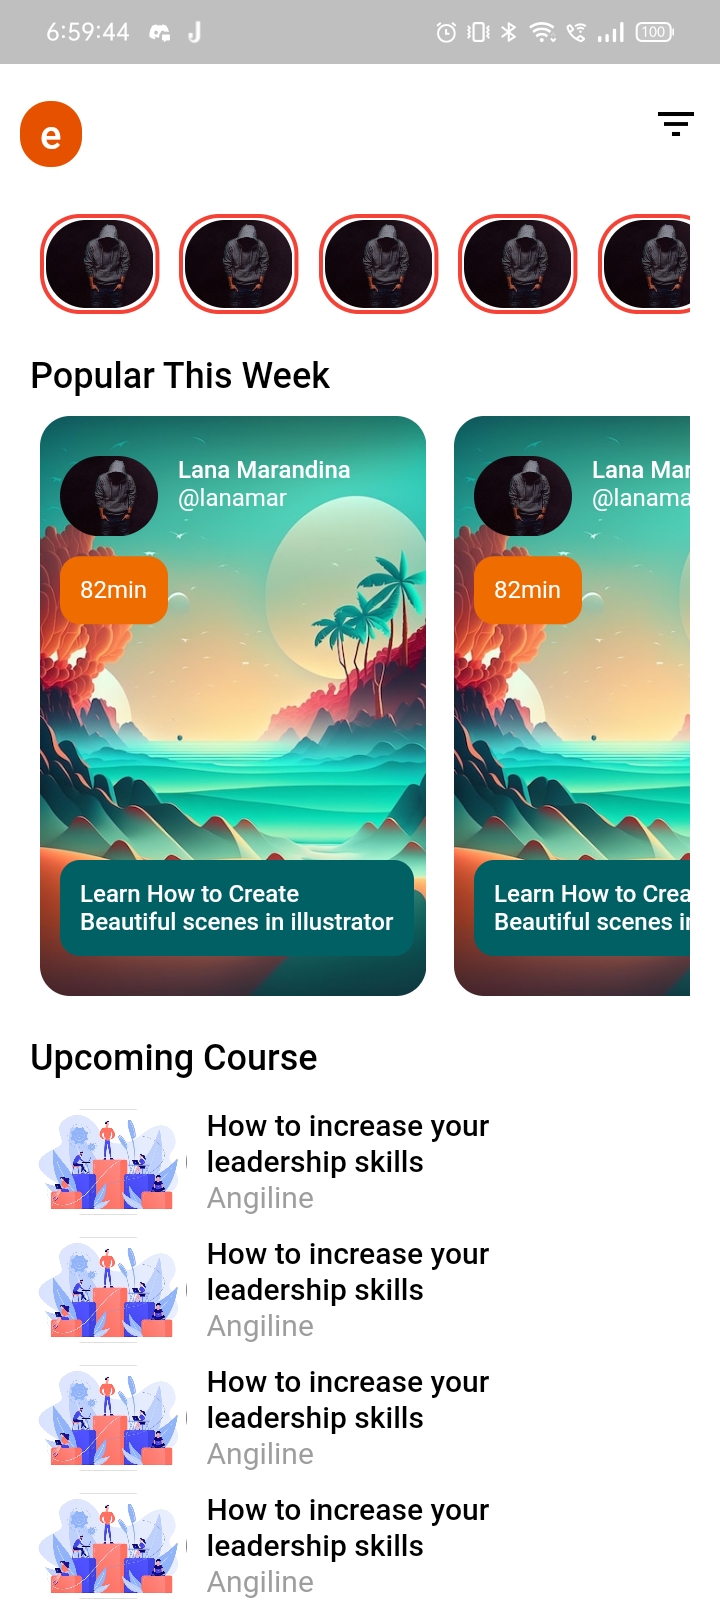 6:59:44
100
e
Popular This Week
Lana Marandina
@lanamar
82min
Learn How to Create
Beautiful scenes in illustrator
Lana Mar
@lanama
82min
Learn How to Crea
Beautiful scenes in
Upcoming Course
How to increase your
leadership skills
Angiline
How to increase your
leadership skills
Angiline
How to increase your
leadership skills
Angiline
How to increase your
leadership skills
Angiline